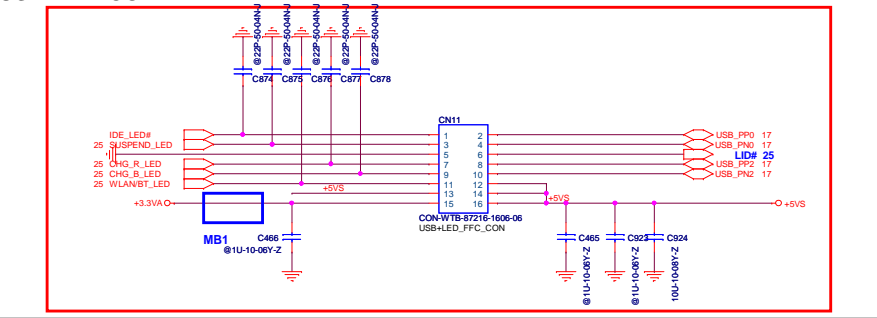 @22P-50-04N-U
@22P-50-04N-U
@22P-50-04N-U
@22P-50-04N-U
@22P-50-04N-U
C874
C875
C876
C877
C878
CN11
IDE_LED#
25 SUSPEND_LED
25 CHG_R_LED
25 CHG_B_LED
25 WLAN/BT_LED
1 2
3 4
5 6
7 8
9 10
11 12
13 14
15 16
USB_PP0 17
USB_PN0 17
LID# 25
USB_PP2 17
USB_PN2 17
+5VS
+5VS
+3.3VA
+5VS
CON-WTB-87216-1606-06
USB+LED_FFC_CON
MB1
C466
@1U-10-06Y-Z
C465
@1U-10-06Y-Z
C923
@1U-10-06Y-Z
C924
10U-10-08Y-Z